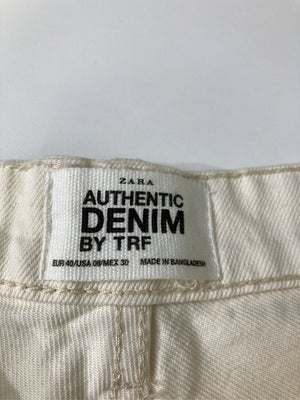 ZARA
AUTHENTIC
DENIM
BY TRF
EUR 40/USA 08/MEX 30 MADE IN BANGLADESH